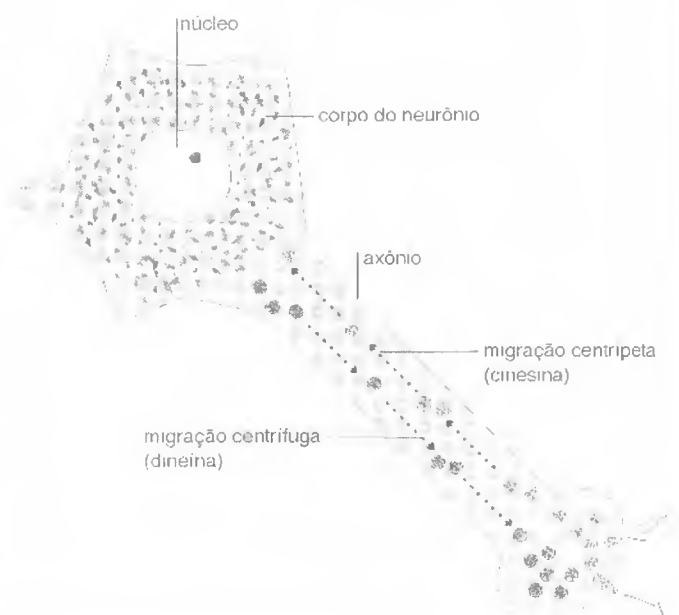 núcleo
corpo do neurônio
axônio
migração centrípeta
(cinesina)
migração centrífuga
(dineína)